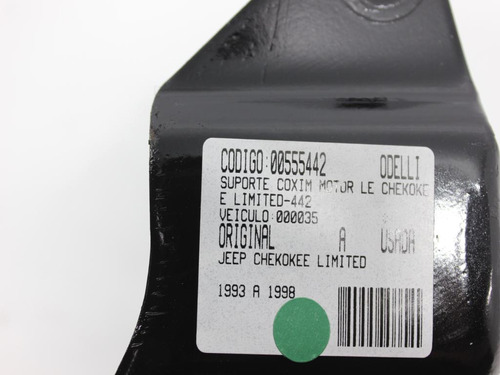 CODIGO:00555442 ODELLI
SUPORTE COXIM MOTOR LE CHEKOKE
E LIMITED-442
VEICULO:000035
ORIGINAL A USADA
JEEP CHEKOKEE LIMITED
1993 A 1998